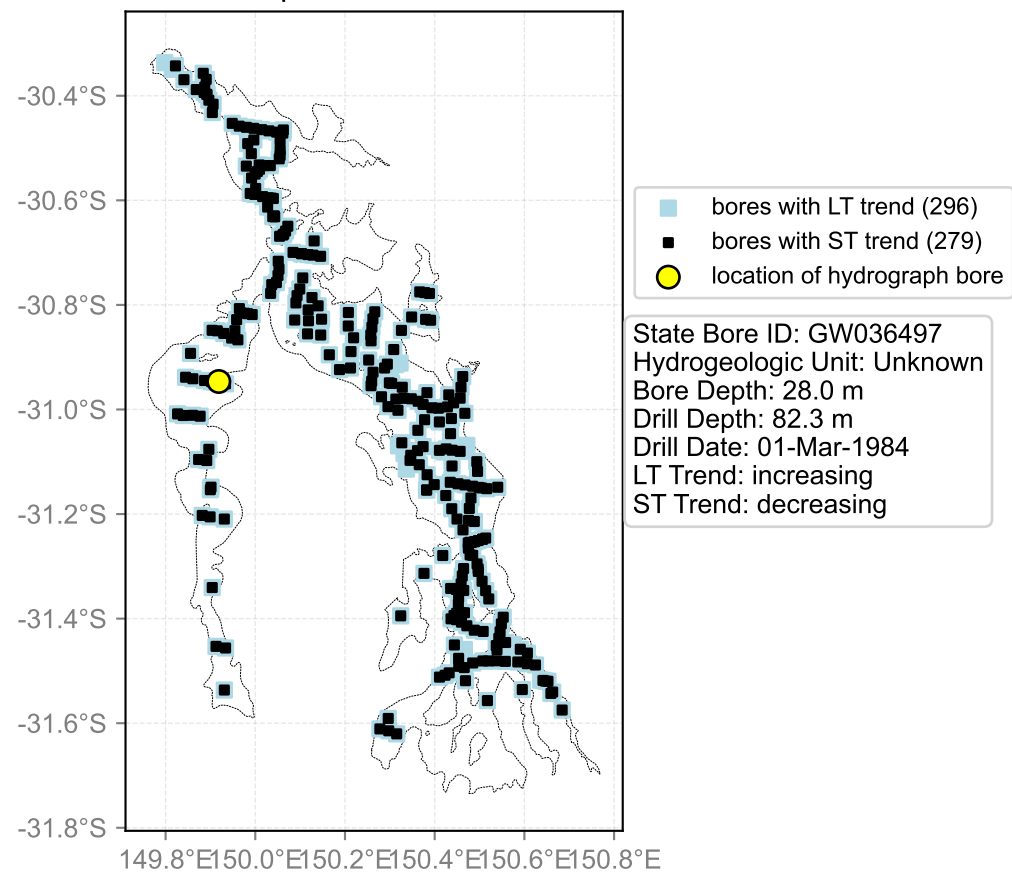 -30.4°S
-30.6°S
-30.8°S
-31.0°S
-31.2°S
-31.4°S
-31.6°S
-31.8°S
149.8°E150.0°E150.2°E150.4°E150.6°E150.8°E
bores with LT trend (296)
bores with ST trend (279)
location of hydrograph bore
State Bore ID: GW036497
Hydrogeologic Unit: Unknown
Bore Depth: 28.0 m
Drill Depth: 82.3 m
Drill Date: 01-Mar-1984
LT Trend: increasing
ST Trend: decreasing